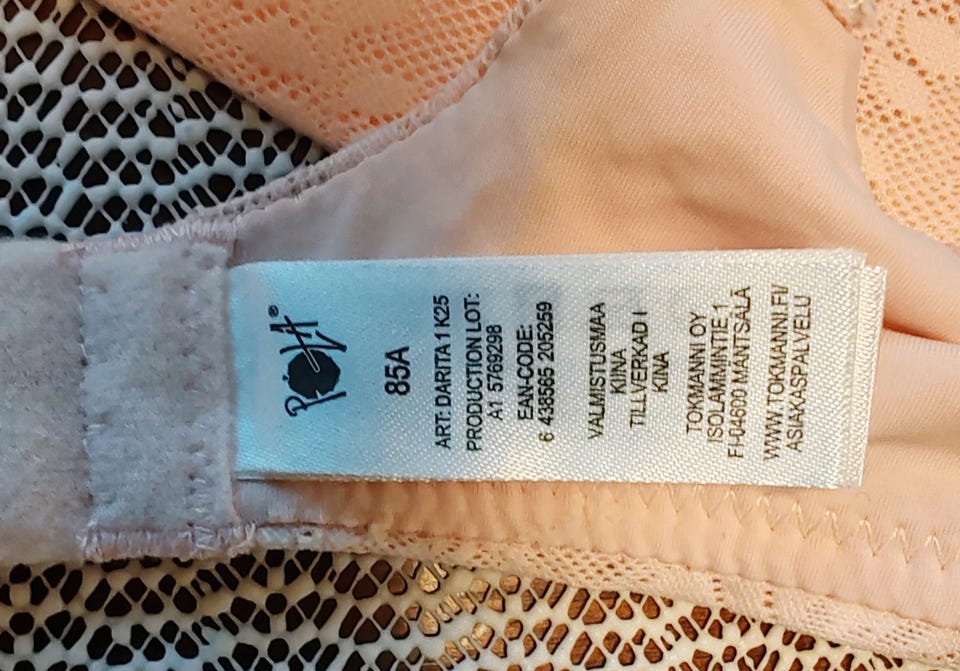 85A
ART: DARITA 1 K25
PRODUCTION LOT:
A1 5769298
EAN-CODE:
6 438565 205259
VALMISTUSMAA
KIINA
TILLVERKAD I
KINA
TOKMANNI OY
ISOLAMMINTIE 1
FI-04600 MÄNTSÄLÄ
WWW.TOKMANNI.FI/
ASIAKASPALVELU